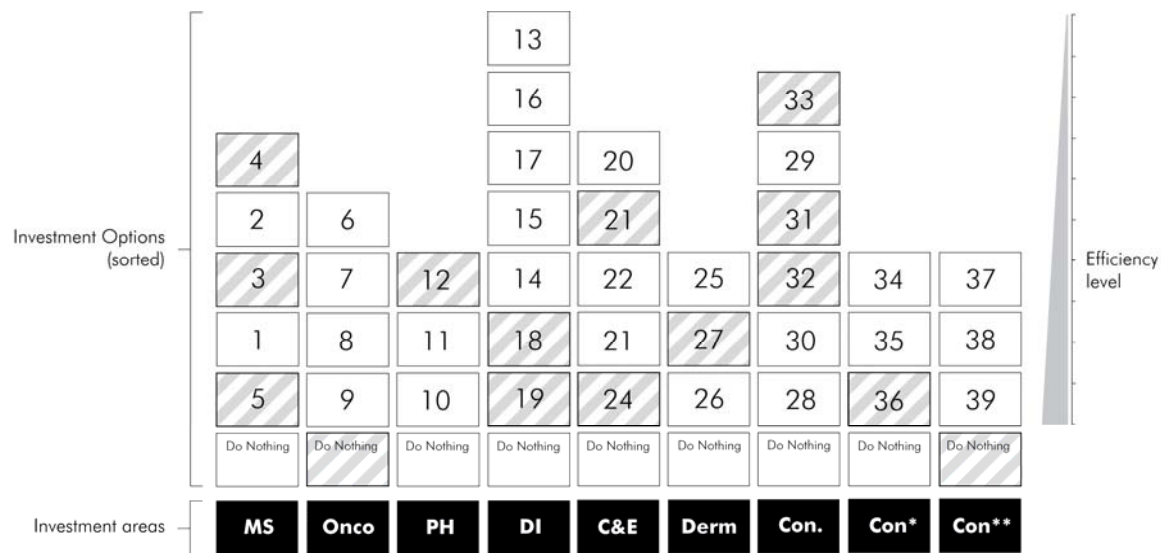 13
16
33
4
17
20
29
2
6
15
21
31
Investment Options
(sorted)
3
7
12
14
22
25
32
34
37
Efficiency
level
1
8
11
18
21
27
30
35
38
5
9
10
19
24
26
28
36
39
Do Nothing
Do Nothing
Do Nothing
Do Nothing
Do Nothing
Do Nothing
Do Nothing
Do Nothing
Do Nothing
Investment areas
MS
Onco
PH
DI
C&E
Derm
Con.
Con*
Con**